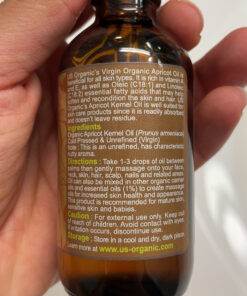 US Organic's Virgin Organic Apricot Oil is
beneficial for all skin types, it is rich in vitamin A
and E, as well as Oleic (C18:1) and Linoleic
(C18:2) essential fatty acids that may help
soften and recondition the skin and hair. US
Organic's Apricot Kernel Oil is well suited for
skin care products since it is readily absorbed
and doesn't leave residue.
Ingredients
Organic Apricot Kernel Oil (Prunus armeniaca)
Cold Pressed & Unrefined (Virgin)
Note : This is an unrefined, has characteristic
nutty aroma.
Directions : Take 1-3 drops of oil between
palms then gently massage onto your face,
neck, skin, hair, scalp, nails and related areas.
Oil can also be mixed in other organic carrier
oils and essential oils (1%) to create massage
oils for increased skin health and appearance.
This product is recommended for mature skin,
sensitive skin and babies.
Caution : For external use only. Keep out
of reach of children. Avoid contact with eyes.
If irritation occurs, discontinue use.
Storage : Store in a cool and dry, dark place.
Learn more at www.us-organic.com